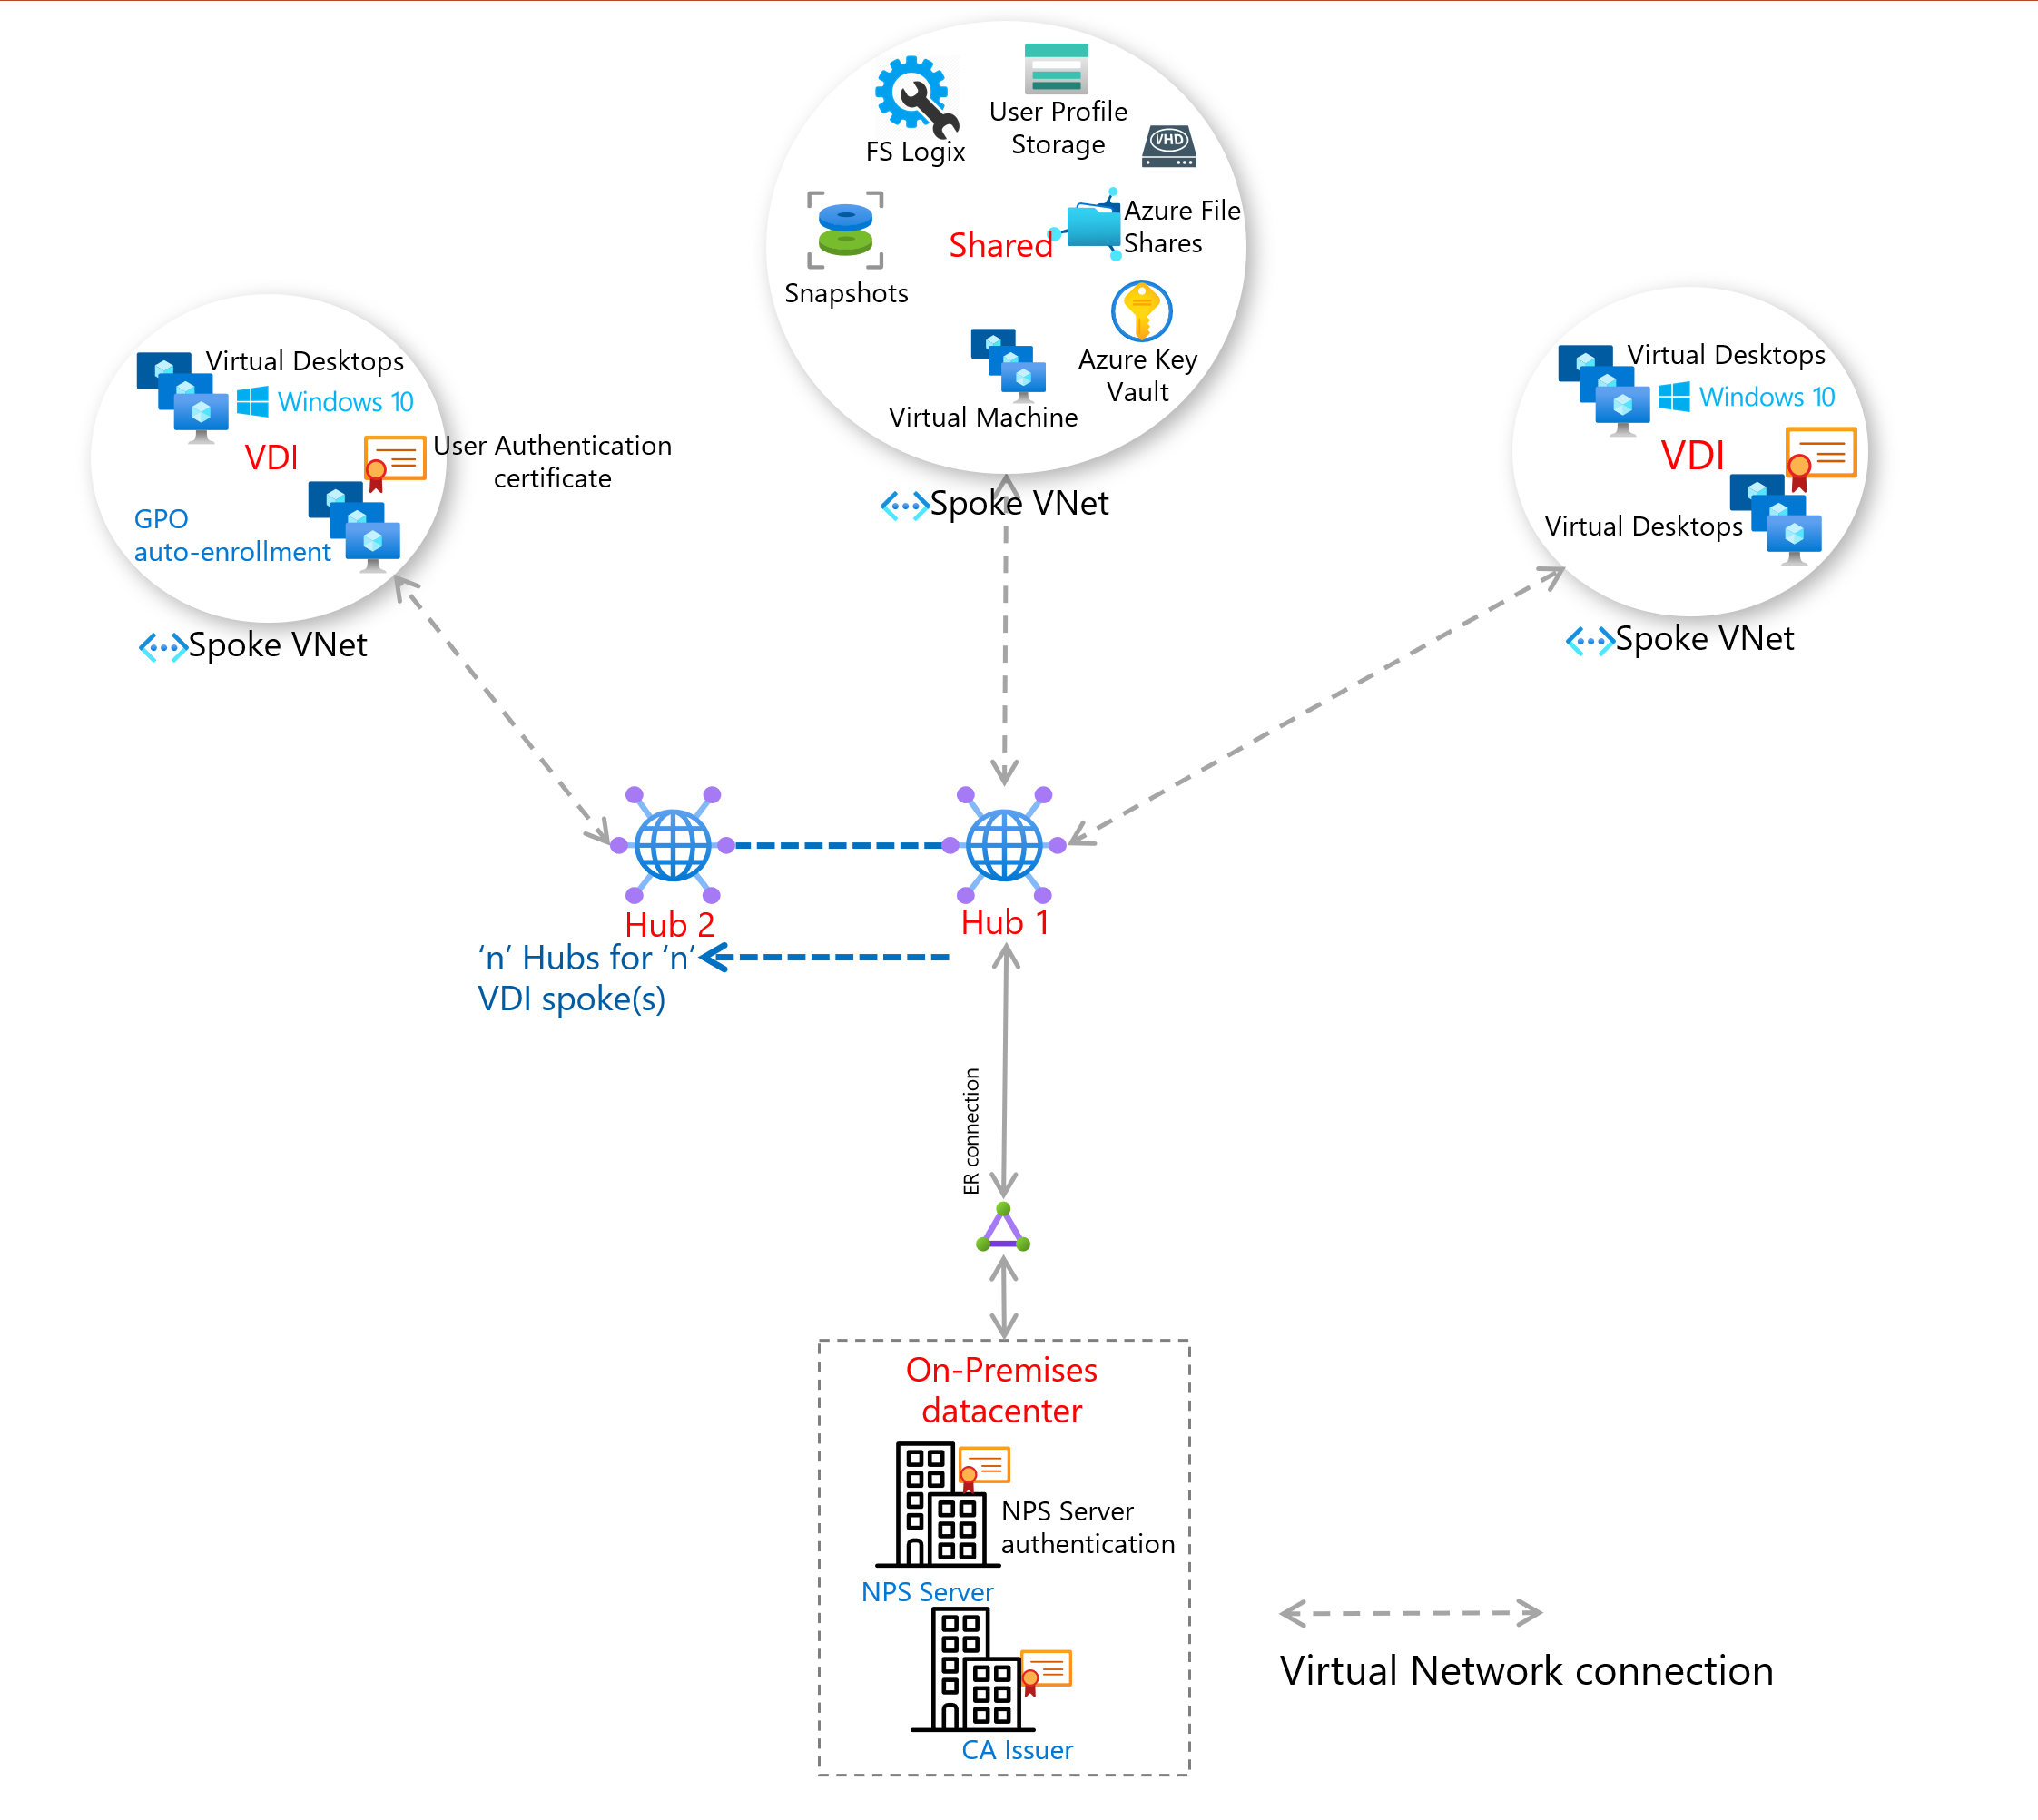 FS Logix
User Profile
Storage
VHD
Azure File
Shares
Shared
Snapshots
Azure Key
Vault
Virtual Machine
Spoke VNet
Virtual Desktops
Windows 10
VDI
User Authentication
certificate
GPO
auto-enrollment
Spoke VNet
Virtual Desktops
Windows 10
VDI
Virtual Desktops
Spoke VNet
Hub 2
Hub 1
‘n’ Hubs for ‘n’
VDI spoke(s)
ER connection
On-Premises
datacenter
NPS Server
authentication
NPS Server
CA Issuer
Virtual Network connection